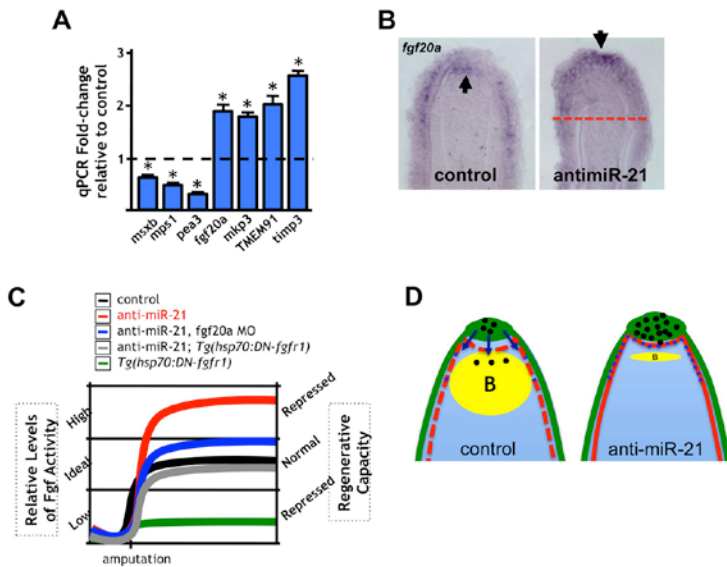 A
qPCR Fold-change
relative to control
3
2
1
* * * * * * *
msxb
mps1
pea3
fgf20a
mkp3
TMEM91
timp3
B
fgf20a
control
antimiR-21
C
control
anti-miR-21
anti-miR-21, fgf20a MO
anti-miR-21; Tg(hsp70:DN-fgfr1)
Tg(hsp70:DN-fgfr1)
Relative Levels
of Fgf Activity
High
Ideal
Low
Repressed
Normal
Repressed
Regenerative
Capacity
amputation
D
B
control
B
anti-miR-21